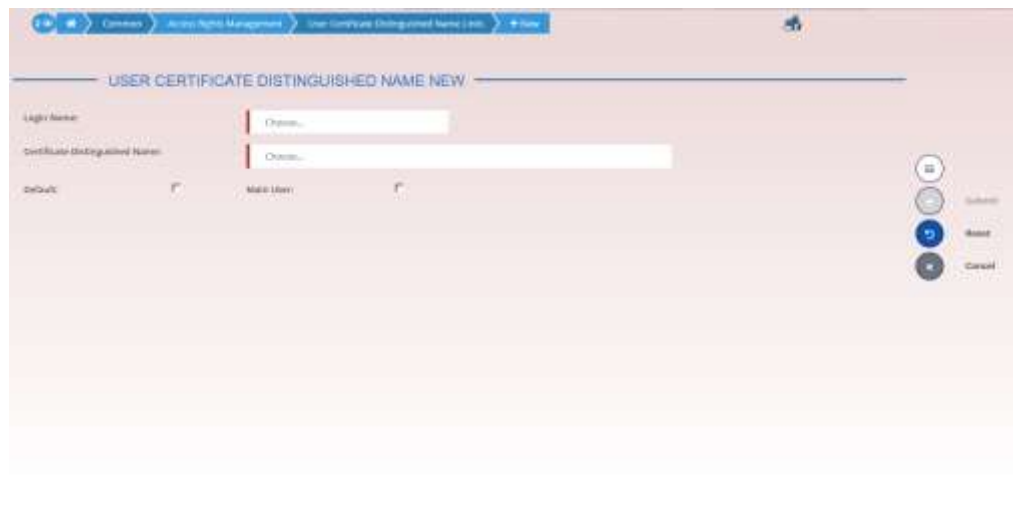 Common Access Rights Management User Certificate Distinguished Name Links + New
USER CERTIFICATE DISTINGUISHED NAME NEW
Login Name:
Choose...
Certificate Distinguished Name:
Choose...
Default:
Main User:
Submit
Reset
Cancel